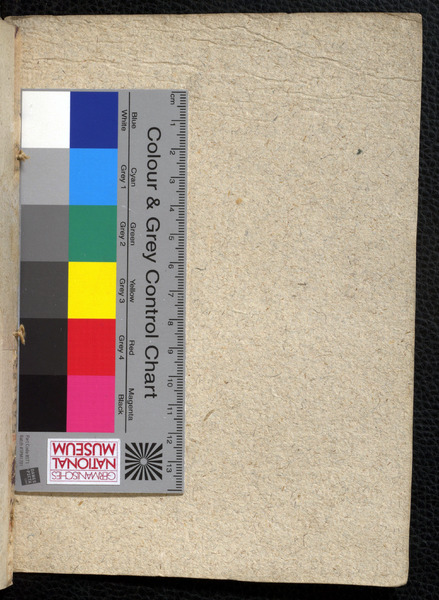 Colour & Grey Control Chart
Blue Cyan Green Yellow Red Magenta
White Grey 1 Grey 2 Grey 3 Grey 4 Black
cm 1 2 3 4 5 6 7 8 9 10 11 12 13
GERMANISCHES
NATIONAL
MUSEUM